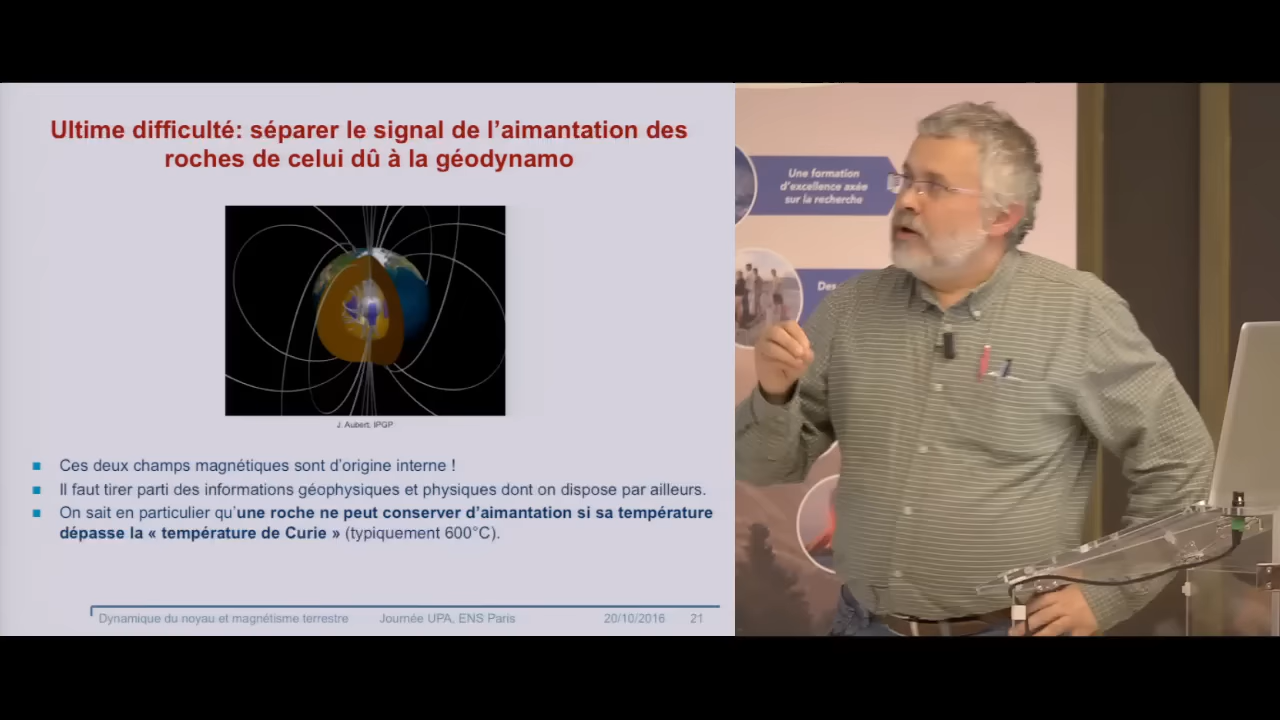 Ultime difficulté: séparer le signal de l'aimantation des
roches de celui dû à la géodynamo
J. Aubert, IPGP
Ces deux champs magnétiques sont d'origine interne !
Il faut tirer parti des informations géophysiques et physiques dont on dispose par ailleurs.
On sait en particulier qu'une roche ne peut conserver d'aimantation si sa température
dépasse la « température de Curie » (typiquement 600°C).
Dynamique du noyau et magnétisme terrestre Journée UPA, ENS Paris 20/10/2016 21
Une formation
d'excellence axée
sur la recherche
Des